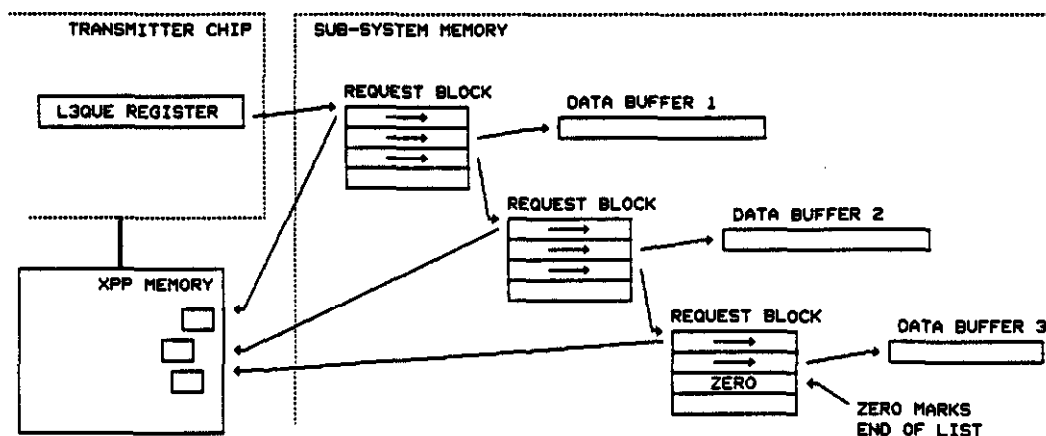 TRANSMITTER CHIP
SUB-SYSTEM MEMORY
L3QUE REGISTER
REQUEST BLOCK
DATA BUFFER 1
REQUEST BLOCK
DATA BUFFER 2
XPP MEMORY
REQUEST BLOCK
DATA BUFFER 3
ZERO
ZERO MARKS
END OF LIST